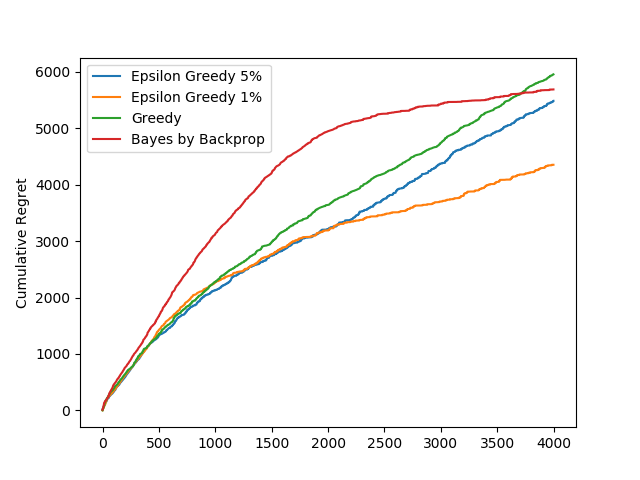 Epsilon Greedy 5%
Epsilon Greedy 1%
Greedy
Bayes by Backprop
Cumulative Regret
6000
5000
4000
3000
2000
1000
0
0 500 1000 1500 2000 2500 3000 3500 4000